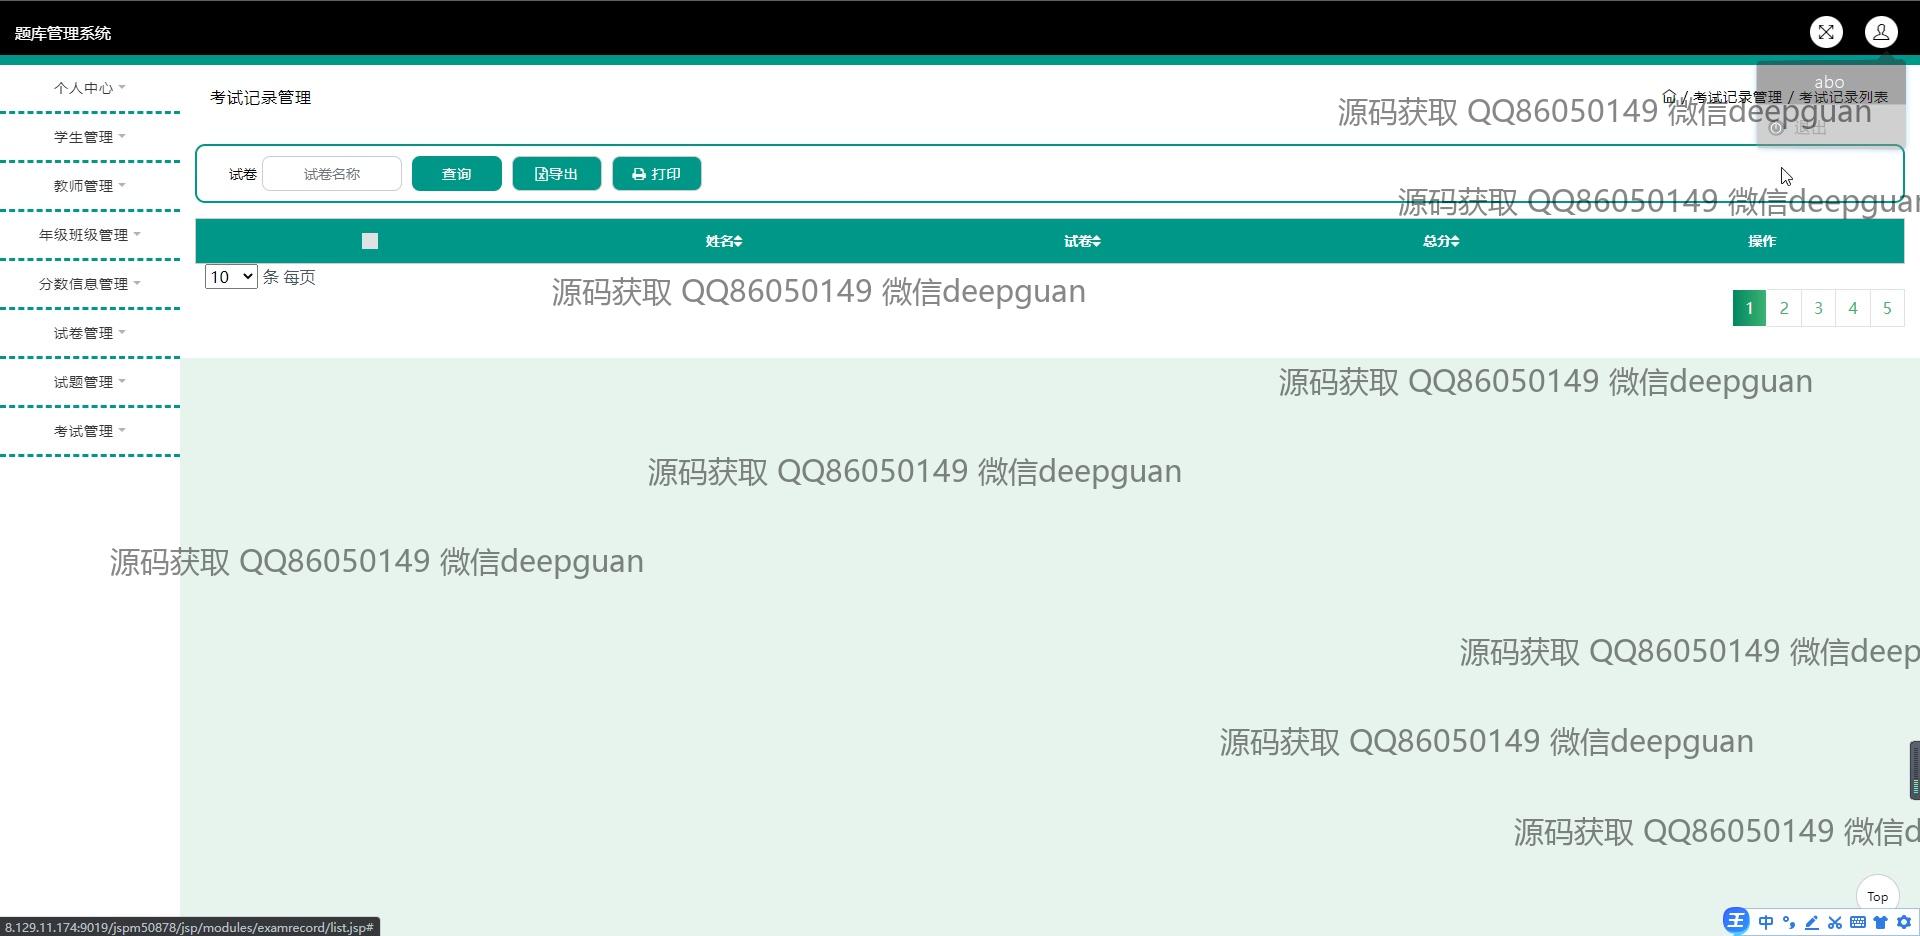 题库管理系统
abo
退出
个人中心
学生管理
教师管理
年级班级管理
分数信息管理
试卷管理
试题管理
考试管理
考试记录管理
/ 考试记录管理 / 考试记录列表
源码获取 QQ86050149 微信deepguan
试卷 试卷名称 查询 导出 打印
源码获取 QQ86050149 微信deepguan
姓名 试卷 总分 操作
10 条 每页
源码获取 QQ86050149 微信deepguan
1 2 3 4 5
源码获取 QQ86050149 微信deepguan
源码获取 QQ86050149 微信deepguan
源码获取 QQ86050149 微信deepguan
源码获取 QQ86050149 微信deep
源码获取 QQ86050149 微信deepguan
源码获取 QQ86050149 微信d
Top
8.129.11.174:9019/jspm50878/jsp/modules/examrecord/list.jsp#
王 中